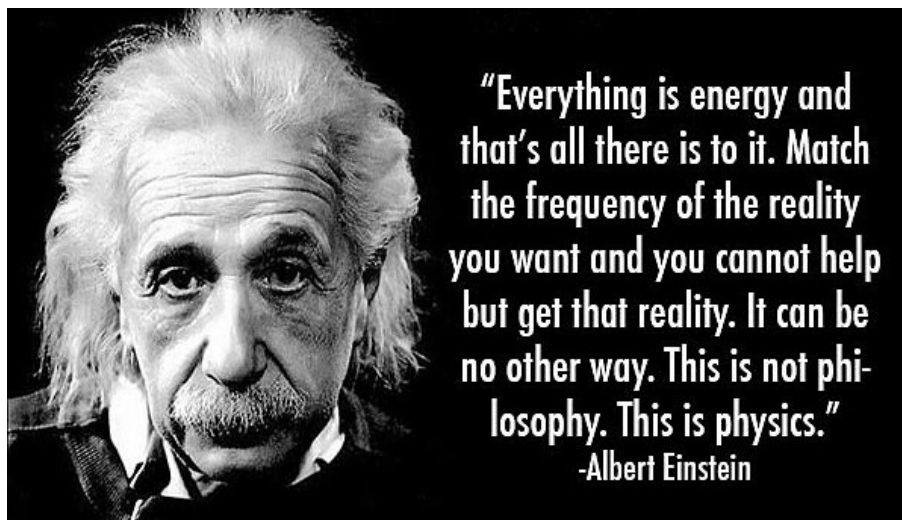 “Everything is energy and
that’s all there is to it. Match
the frequency of the reality
you want and you cannot help
but get that reality. It can be
no other way. This is not phi-
losophy. This is physics.”
-Albert Einstein